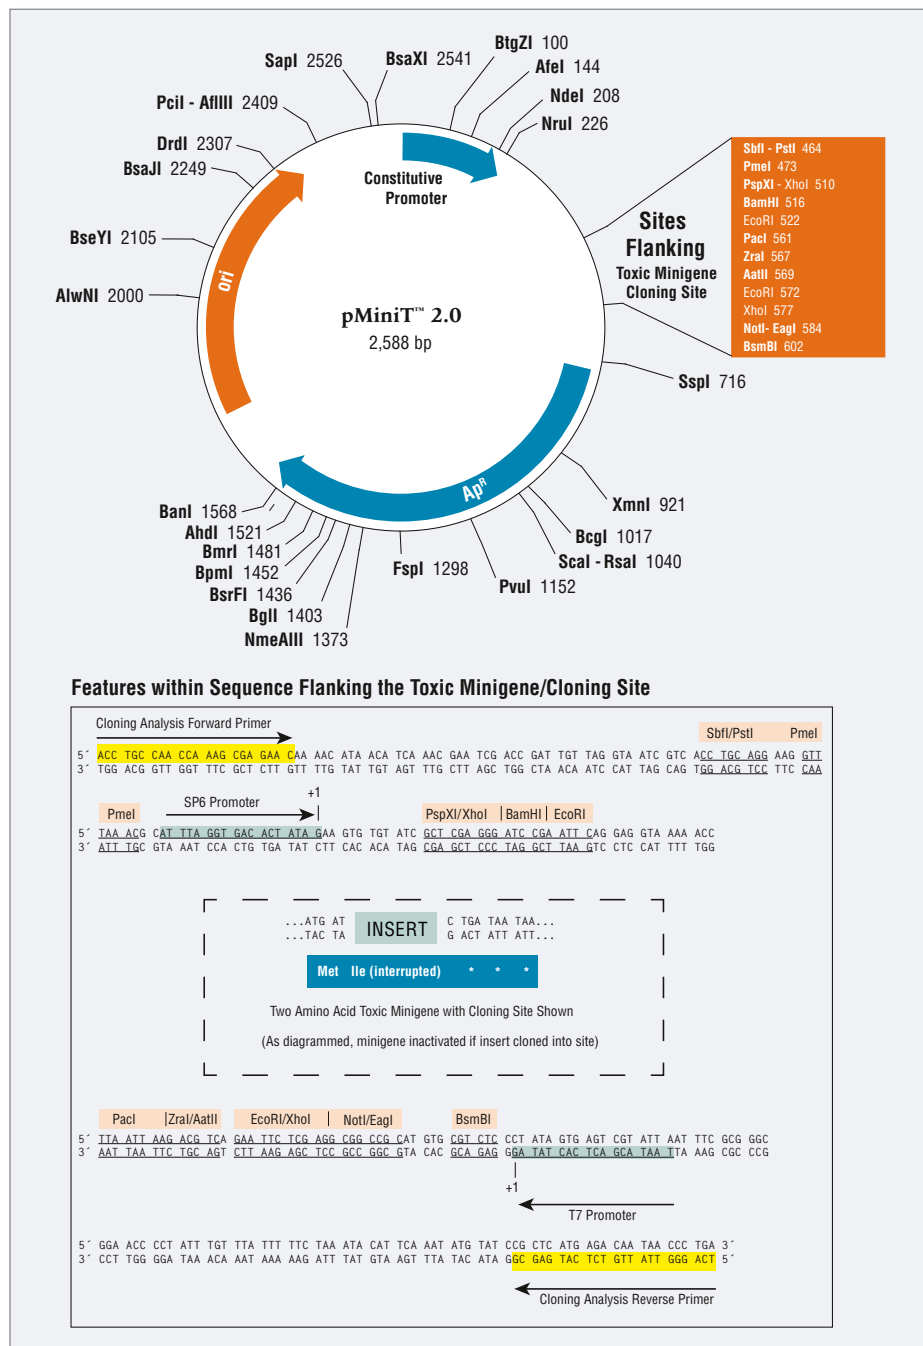 SapI 2526
BsaXI 2541
BtgZI 100
AfeI 144
PciI - AflIII 2409
NdeI 208
NruI 226
DrdI 2307
BsaJI 2249
Constitutive
Promoter
SbfI - PstI 464
PmeI 473
PspXI - XhoI 510
BamHI 516
EcoRI 522
PacI 561
ZraI 567
AatII 569
EcoRI 572
XhoI 577
NotI- EagI 584
BsmBI 602
Sites
Flanking
Toxic Minigene
Cloning Site
BseYI 2105
ori
AlwNI 2000
pMiniT™ 2.0
2,588 bp
SspI 716
ApR
XmnI 921
BanI 1568
AhdI 1521
BmrI 1481
BpmI 1452
BsrFI 1436
BglI 1403
NmeAIII 1373
FspI 1298
PvuI 1152
BcgI 1017
ScaI - RsaI 1040
Features within Sequence Flanking the Toxic Minigene/Cloning Site
Cloning Analysis Forward Primer
SbfI/PstI PmeI
5´ ACC TGC CAA CCA AAG CGA GAA CAA AAC ATA ACA TCA AAC GAA TCG ACC GAT TGT TAG GTA ATC GTC ACC TGC AGG AAG GTT
3´ TGG ACG GTT GGT TTC GCT CTT GTT TTG TAT TGT AGT TTG CTT AGC TGG CTA ACA ATC CAT TAG CAG TGG ACG TCC TTC CAA
PmeI SP6 Promoter +1 PspXI/XhoI BamHI EcoRI
5´ TAA ACG CAT TTA GGT GAC ACT ATA GAA GTG TGT ATC GCT CGA GGG ATC CGA ATT CAG GAG GTA AAA ACC
3´ ATT TGC GTA AAT CCA CTG TGA TAT CTT CAC ACA TAG CGA GCT CCC TAG GCT TAA GTC CTC CAT TTT TGG
...ATG AT INSERT C TGA TAA TAA...
...TAC TA G ACT ATT ATT...
Met Ile (interrupted) * * *
Two Amino Acid Toxic Minigene with Cloning Site Shown
(As diagrammed, minigene inactivated if insert cloned into site)
PacI ZraI/AatII EcoRI/XhoI NotI/EagI BsmBI
5´ TTA ATT AAG ACG TCA GAA TTC TCG AGG CGG CCG CAT GTG CGT CTC CCT ATA GTG AGT CGT ATT AAT TTC GCG GGC
3´ AAT TAA TTC TGC AGT CTT AAG AGC TCC GCC GGC GTA CAC GCA GAG GGA TAT CAC TCA GCA TAA TTA AAG CGC CCG
+1
T7 Promoter
5´ GGA ACC CCT ATT TGT TTA TTT TTC TAA ATA CAT TCA AAT ATG TAT CCG CTC ATG AGA CAA TAA CCC TGA 3´
3´ CCT TGG GGA TAA ACA AAT AAA AAG ATT TAT GTA AGT TTA TAC ATA GGC GAG TAC TCT GTT ATT GGG ACT 5´
Cloning Analysis Reverse Primer